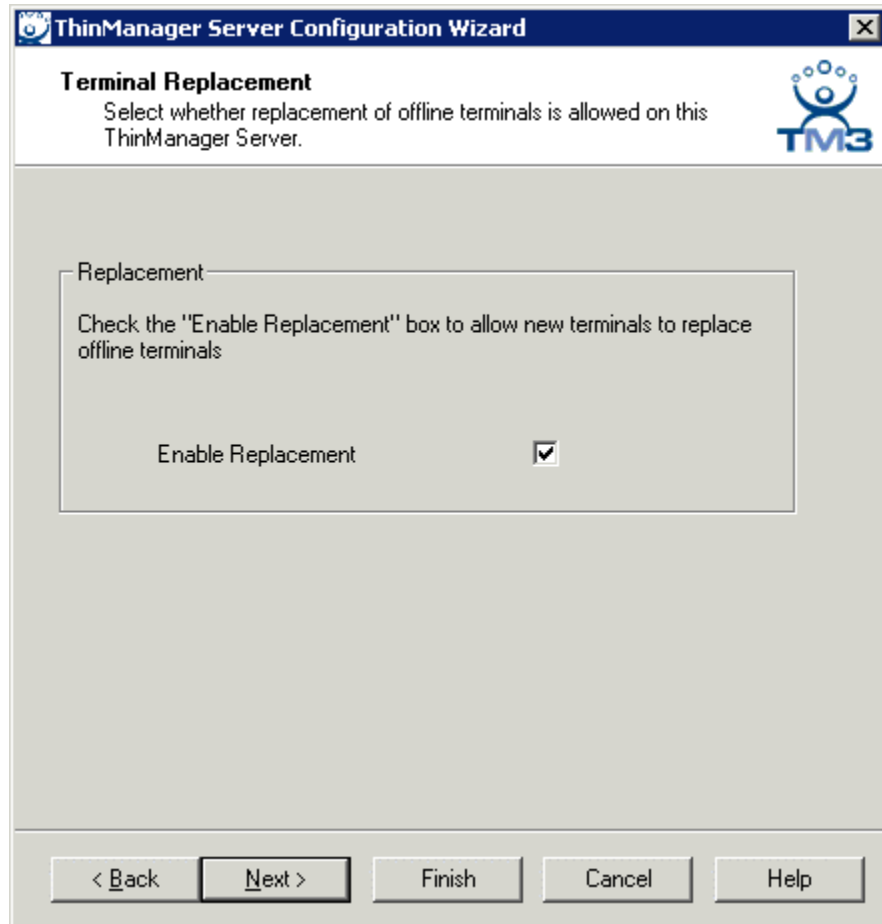 ThinManager Server Configuration Wizard
Terminal Replacement
Select whether replacement of offline terminals is allowed on this
ThinManager Server.
TM3
Replacement
Check the "Enable Replacement" box to allow new terminals to replace
offline terminals
Enable Replacement
< Back Next > Finish Cancel Help